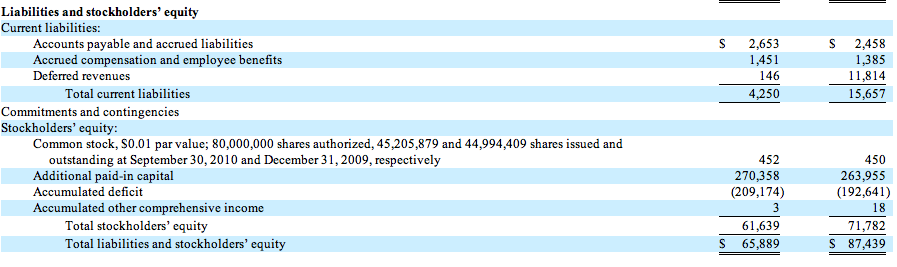 Liabilities and stockholders’ equity
Current liabilities:
Accounts payable and accrued liabilities $ 2,653 $ 2,458
Accrued compensation and employee benefits 1,451 1,385
Deferred revenues 146 11,814
Total current liabilities 4,250 15,657
Commitments and contingencies
Stockholders’ equity:
Common stock, $0.01 par value; 80,000,000 shares authorized, 45,205,879 and 44,994,409 shares issued and
outstanding at September 30, 2010 and December 31, 2009, respectively 452 450
Additional paid-in capital 270,358 263,955
Accumulated deficit (209,174) (192,641)
Accumulated other comprehensive income 3 18
Total stockholders’ equity 61,639 71,782
Total liabilities and stockholders’ equity $ 65,889 $ 87,439